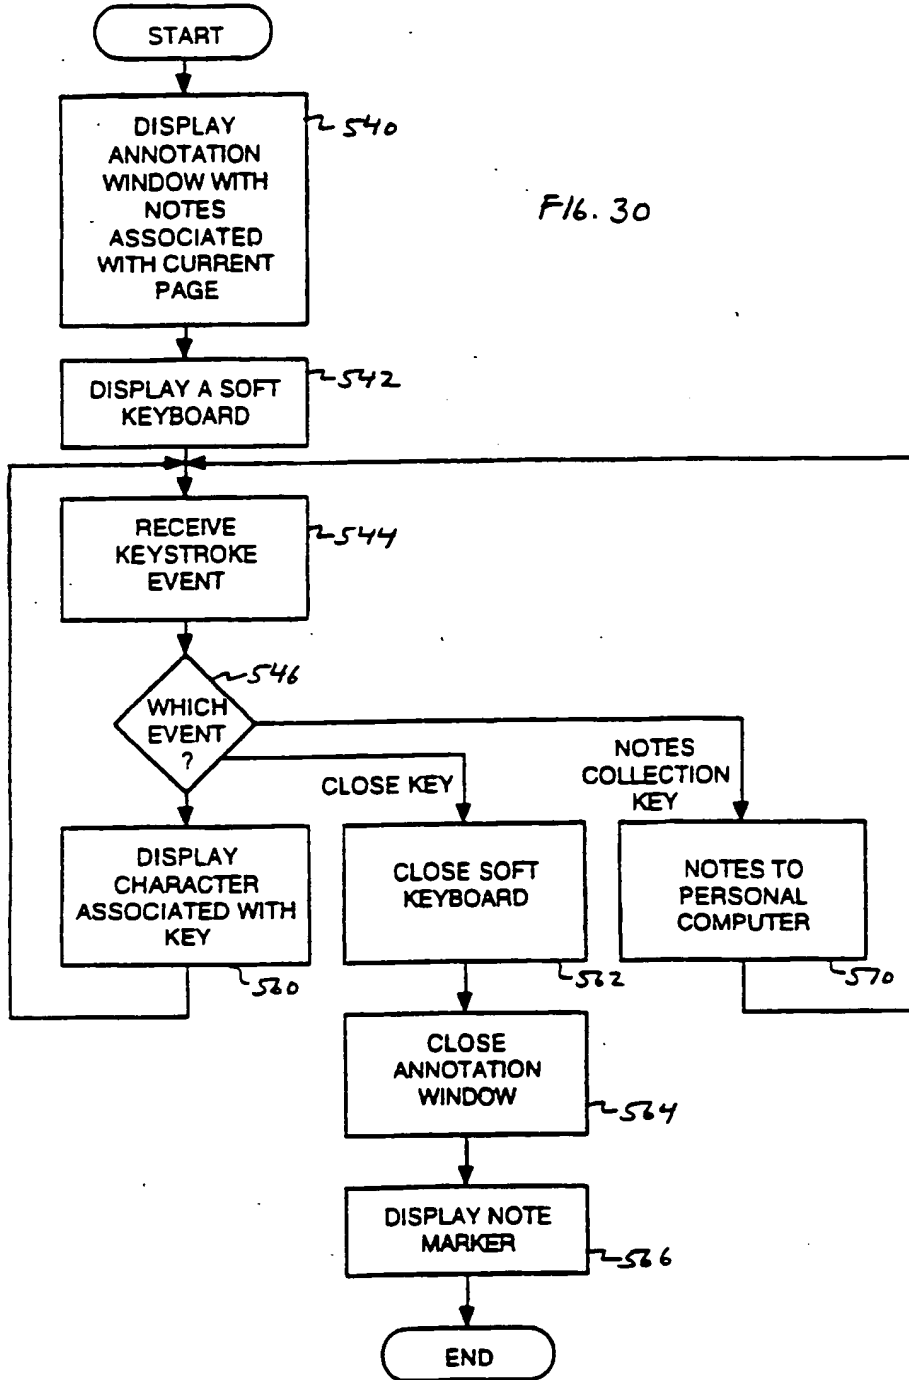 START
DISPLAY
ANNOTATION
WINDOW WITH
NOTES
ASSOCIATED
WITH CURRENT
PAGE
540
FIG. 30
DISPLAY A SOFT
KEYBOARD
542
RECEIVE
KEYSTROKE
EVENT
544
546
WHICH
EVENT
?
CLOSE KEY
NOTES
COLLECTION
KEY
DISPLAY
CHARACTER
ASSOCIATED WITH
KEY
560
CLOSE SOFT
KEYBOARD
562
NOTES TO
PERSONAL
COMPUTER
570
CLOSE
ANNOTATION
WINDOW
564
DISPLAY NOTE
MARKER
566
END